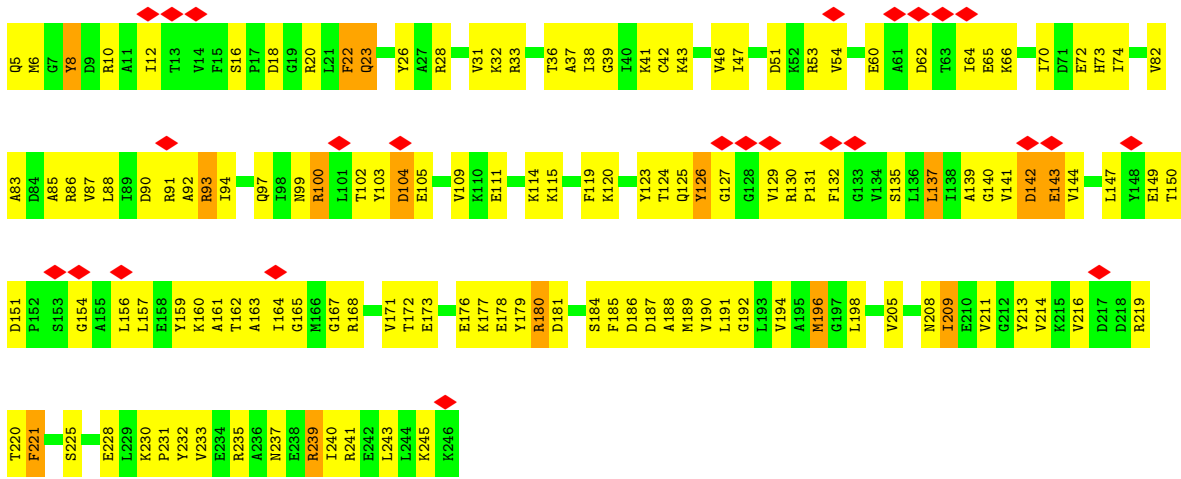 Q5 M6 G7 Y8 D9 R10 A11 I12 T13 V14 F15 S16 P17 D18 G19 R20 L21 F22 Q23 Y26 A27 R28 V31 K32 R33 T36 A37 I38 G39 I40 K41 C42 K43 V46 I47 D51 K52 R53 V54 E60 A61 D62 T63 I64 E65 K66 I70 D71 E72 H73 I74 V82
A83 D84 A85 R86 V87 L88 I89 D90 R91 A92 R93 I94 Q97 I98 N99 R100 L101 T102 Y103 D104 E105 V109 K110 E111 K114 K115 F119 K120 Y123 T124 Q125 Y126 G127 G128 V129 R130 P131 F132 G133 V134 S135 L136 L137 I138 A139 G140 V141 D142 E143 V144 L147 Y148 E149 T150
D151 P152 S153 G154 A155 L156 L157 E158 Y159 K160 A161 T162 A163 I164 G165 M166 G167 R168 V171 T172 E173 E176 K177 E178 Y179 R180 D181 S184 F185 D186 D187 A188 M189 V190 L191 G192 L193 V194 A195 M196 G197 L198 V205 N208 I209 E210 V211 G212 Y213 V214 K215 V216 D217 D218 R219
T220 F221 S225 E228 L229 K230 P231 Y232 V233 E234 R235 A236 N237 E238 R239 I240 R241 E242 L243 L244 K245 K246